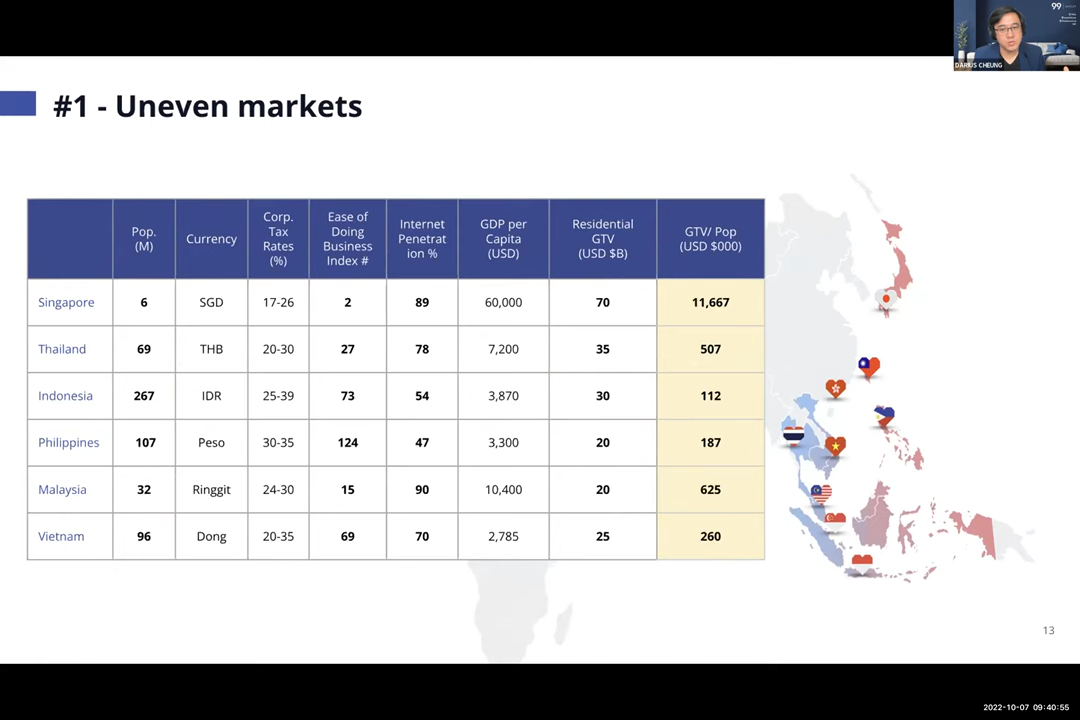 99
DARIUS CHEUNG
#1 - Uneven markets
Pop.
(M)
Currency
Corp.
Tax
Rates
(%)
Ease of
Doing
Business
Index #
Internet
Penetrat
ion %
GDP per
Capita
(USD)
Residential
GTV
(USD $B)
GTV/ Pop
(USD $000)
Singapore 6 SGD 17-26 2 89 60,000 70 11,667
Thailand 69 THB 20-30 27 78 7,200 35 507
Indonesia 267 IDR 25-39 73 54 3,870 30 112
Philippines 107 Peso 30-35 124 47 3,300 20 187
Malaysia 32 Ringgit 24-30 15 90 10,400 20 625
Vietnam 96 Dong 20-35 69 70 2,785 25 260
13
2022-10-07 09:40:55